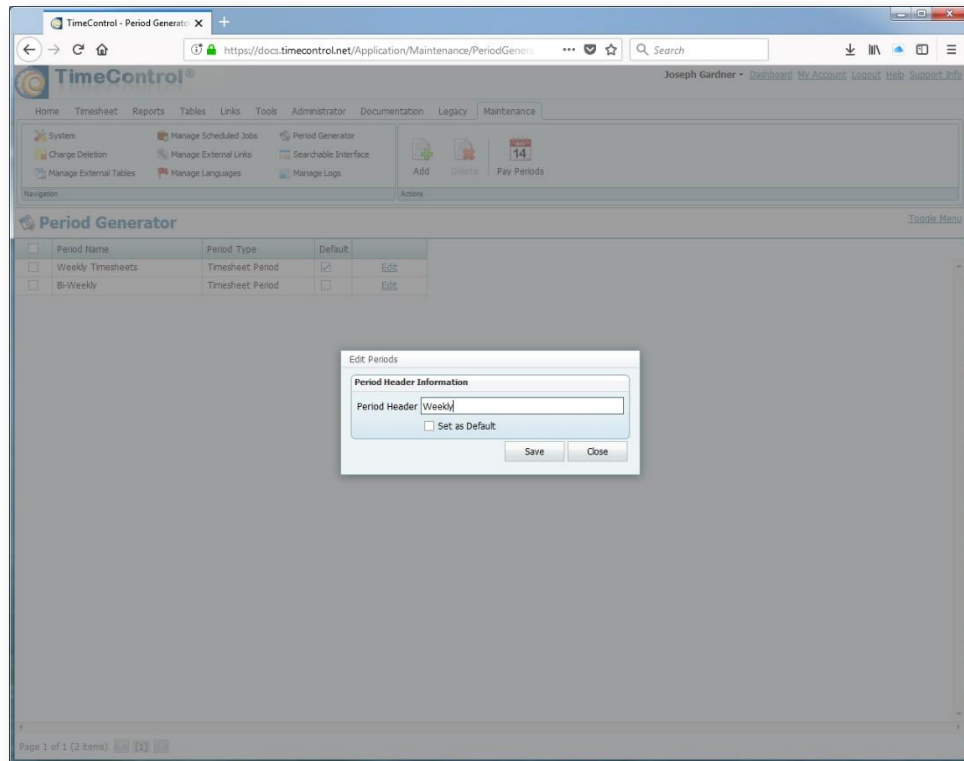 TimeControl - Period Generato
https://docs.timecontrol.net/Application/Maintenance/PeriodGenera
Search
TimeControl®
Joseph Gardner - Dashboard My Account Logout Help Support Info
Home Timesheet Reports Tables Links Tools Administrator Documentation Legacy Maintenance
System Manage Scheduled Jobs Period Generator
Charge Deletion Manage External Links Searchable Interface
Manage External Tables Manage Languages Manage Logs
14
Add Delete Pay Periods
Navigation Actions
Period Generator Toggle Menu
Period Name Period Type Default
Weekly Timesheets Timesheet Period Edit
Bi-Weekly Timesheet Period Edit
Edit Periods
Period Header Information
Period Header Weekly
Set as Default
Save Close
Page 1 of 1 (2 items) [1]